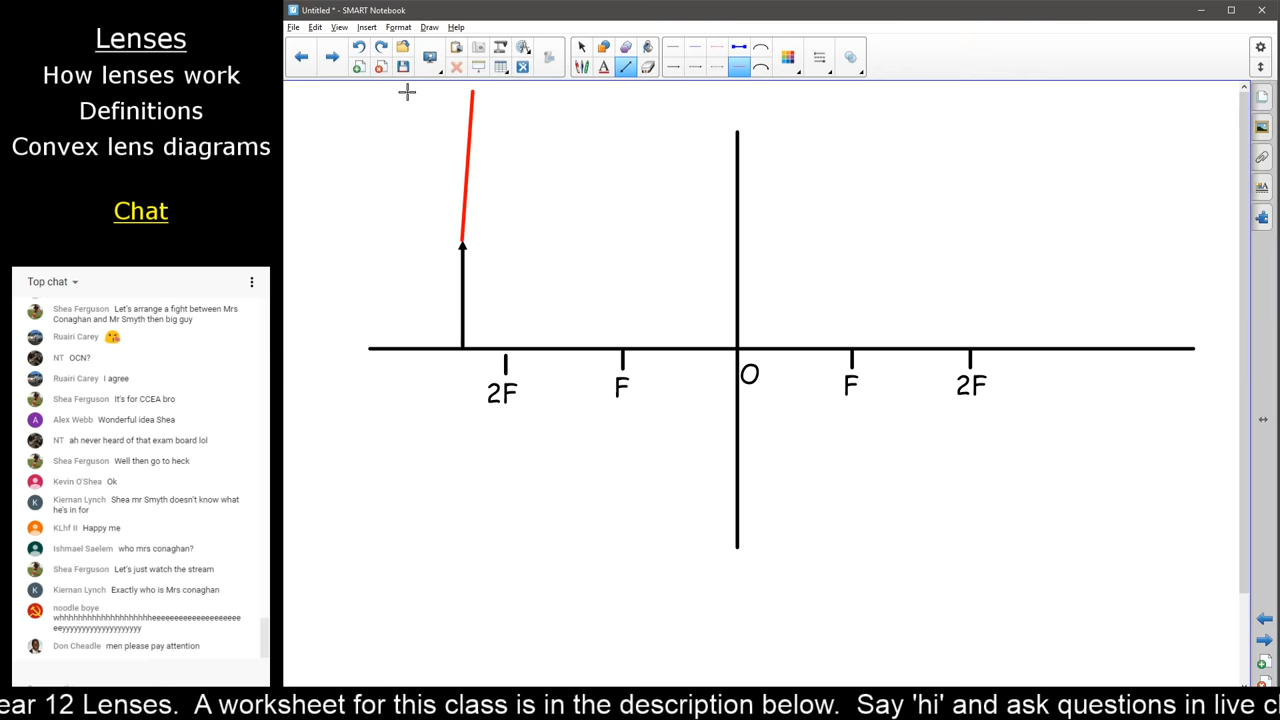 Lenses
How lenses work
Definitions
Convex lens diagrams
Chat
Top chat
Shea Ferguson Let's arrange a fight between Mrs
Conaghan and Mr Smyth then big guy
Ruairi Carey
NT OCN?
Ruairi Carey I agree
Shea Ferguson It's for CCEA bro
Alex Webb Wonderful idea Shea
NT ah never heard of that exam board lol
Shea Ferguson Well then go to heck
Kevin O'Shea Ok
Kiernan Lynch Shea mr Smyth doesn't know what
he's in for
KLhf II Happy me
Ishmael Saelem who mrs conaghan?
Shea Ferguson Let's just watch the stream
Kiernan Lynch Exactly who is Mrs conaghan
noodle boye
whhhhhhhhhhhhhhhhhhheeeeeeeeeeeeeeeeeee
eeyyyyyyyyyyyyyyyyyyyy
Don Cheadle men please pay attention
Untitled * - SMART Notebook
File Edit View Insert Format Draw Help
2F F O F 2F
ear 12 Lenses. A worksheet for this class is in the description below. Say 'hi' and ask questions in live c